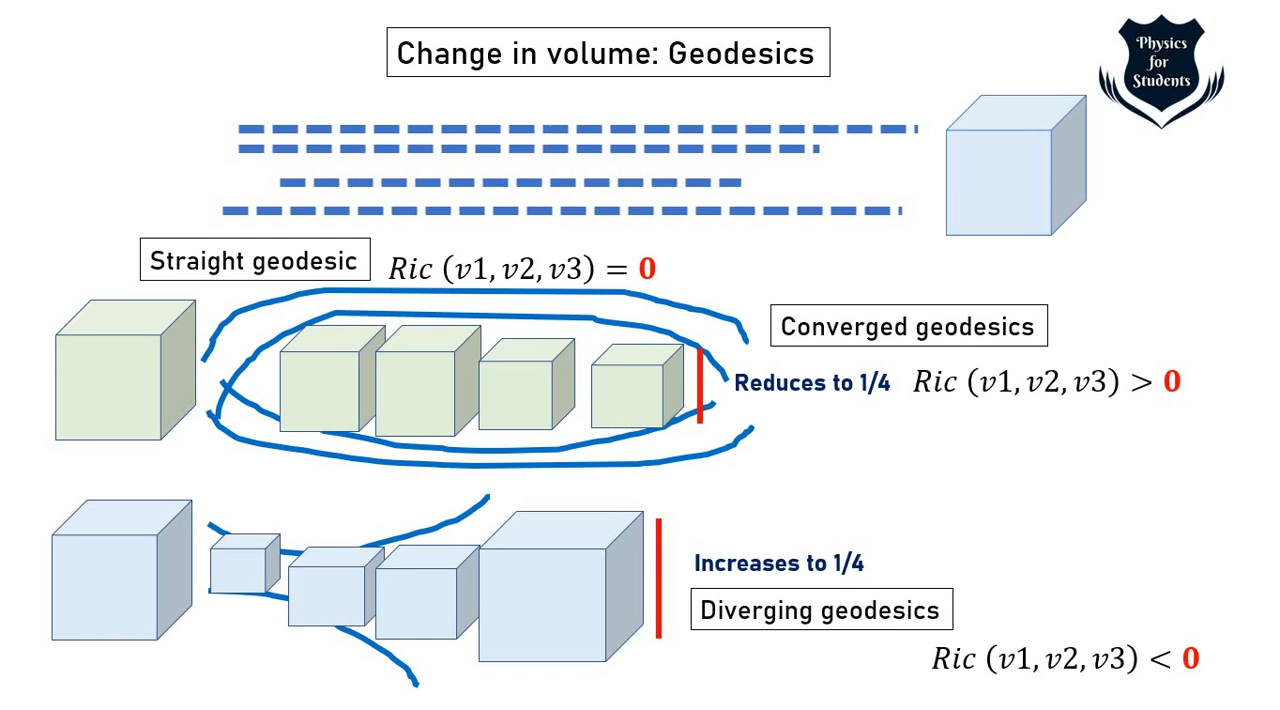 Change in volume: Geodesics
Physics
for
Students
Straight geodesic
Ric (v1, v2, v3) = 0
Converged geodesics
Reduces to 1/4
Ric (v1, v2, v3) > 0
Increases to 1/4
Diverging geodesics
Ric (v1, v2, v3) < 0